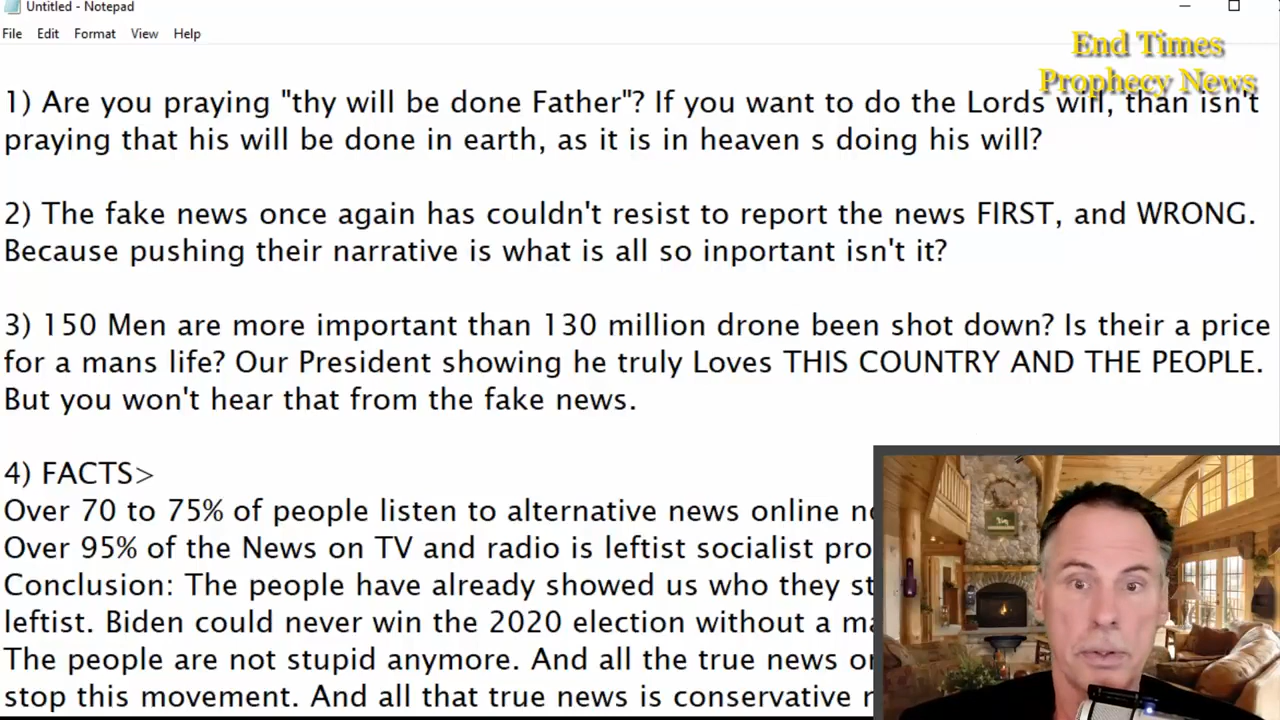 Untitled - Notepad
File Edit Format View Help
End Times
Prophecy News
1) Are you praying "thy will be done Father"? If you want to do the Lords will, than isn't
praying that his will be done in earth, as it is in heaven s doing his will?
2) The fake news once again has couldn't resist to report the news FIRST, and WRONG.
Because pushing their narrative is what is all so inportant isn't it?
3) 150 Men are more important than 130 million drone been shot down? Is their a price
for a mans life? Our President showing he truly Loves THIS COUNTRY AND THE PEOPLE.
But you won't hear that from the fake news.
4) FACTS>
Over 70 to 75% of people listen to alternative news online
Over 95% of the News on TV and radio is leftist socialist
Conclusion: The people have already showed us who they
leftist. Biden could never win the 2020 election without a
The people are not stupid anymore. And all the true news
stop this movement. And all that true news is conservative